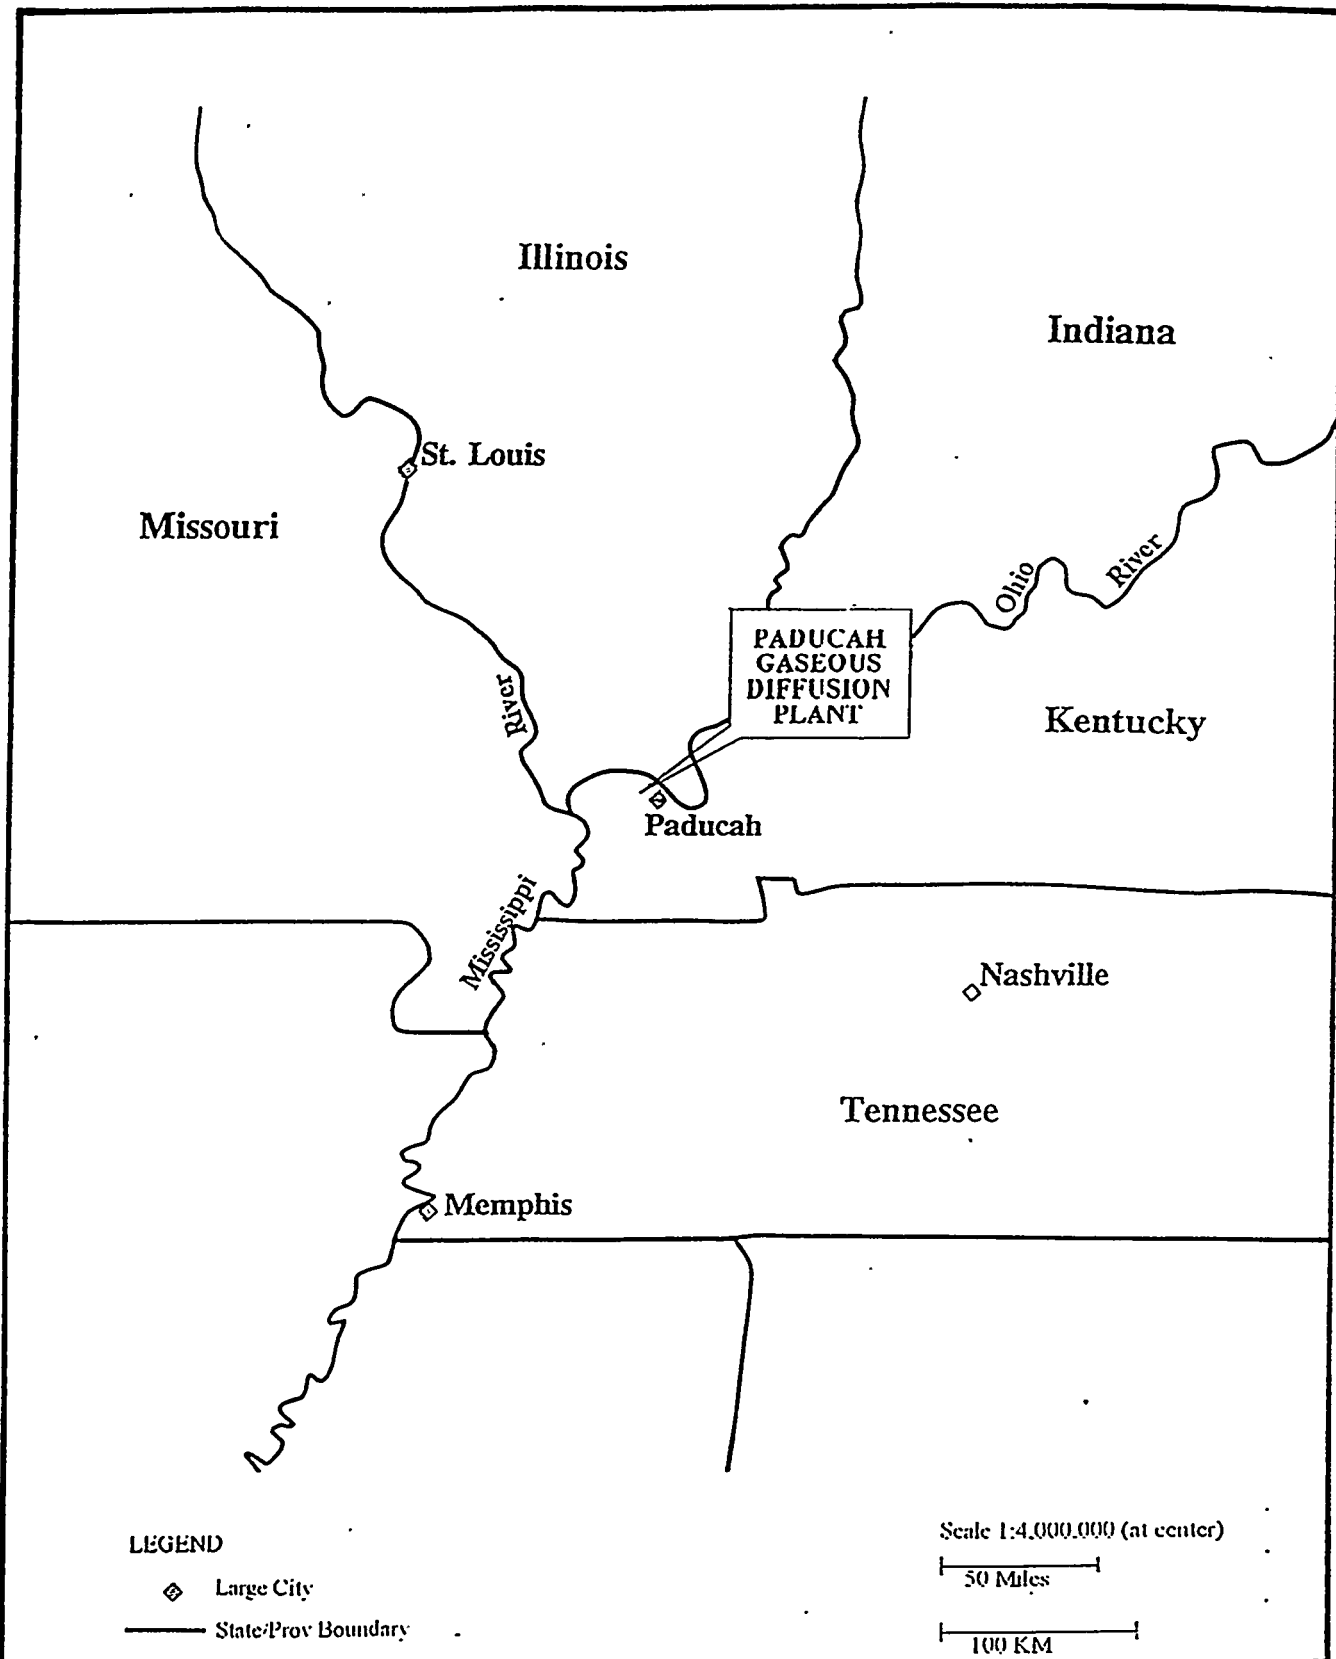 Illinois
Indiana
St. Louis
Missouri
Ohio
River
PADUCAH
GASEOUS
DIFFUSION
PLANT
River
Kentucky
Paducah
Mississippi
Nashville
Tennessee
Memphis
LEGEND
Large City
State/Prov Boundary
Scale 1:4,000,000 (at center)
50 Miles
100 KM